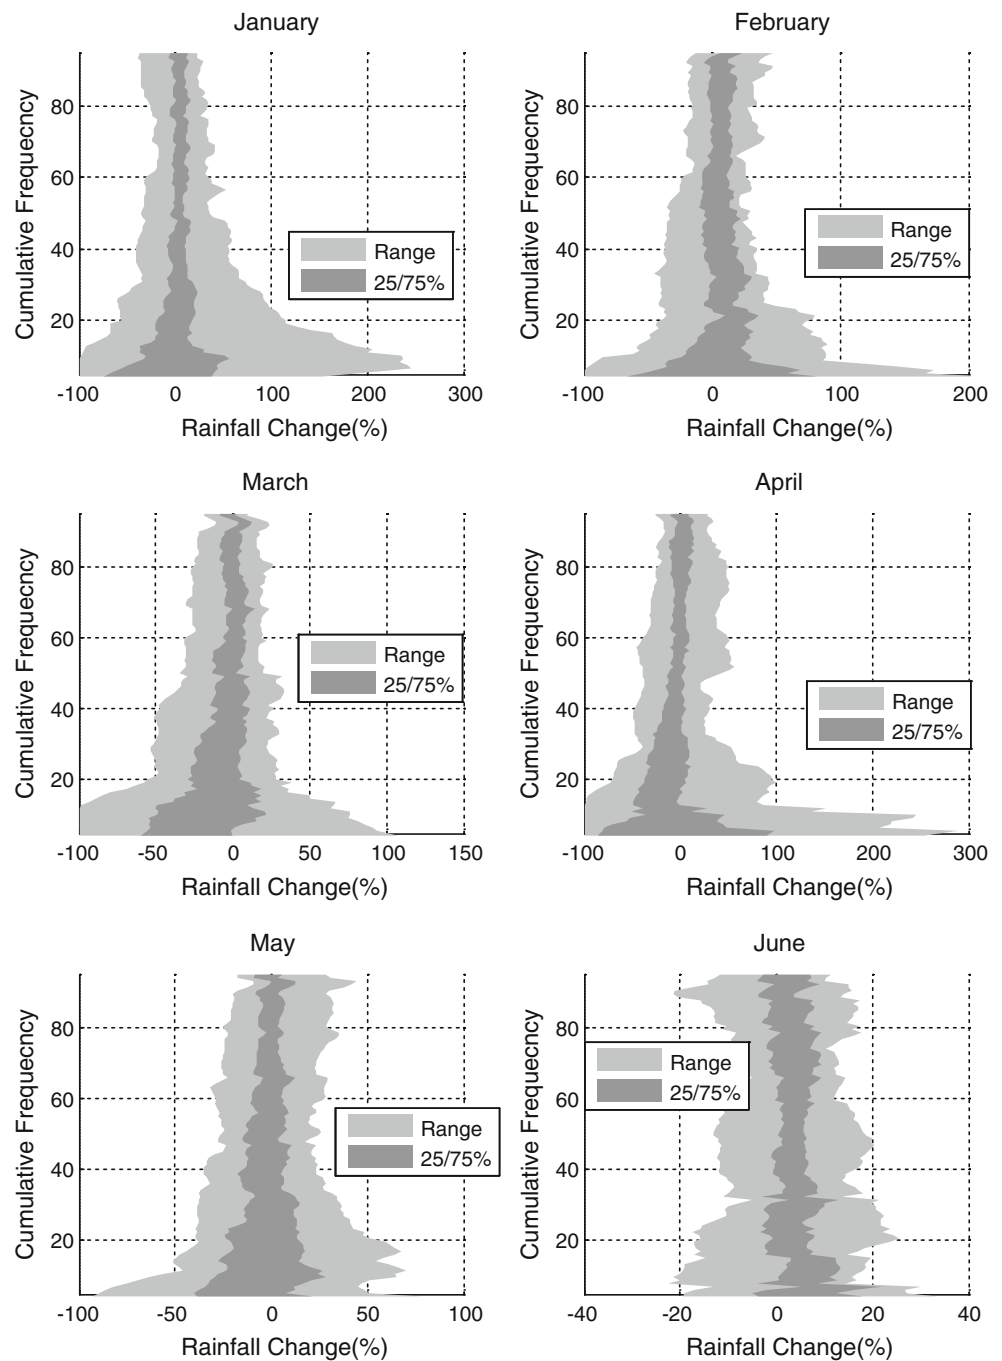 January
80
60
40
20
Cumulative Frequecncy
Range
25/75%
-100 0 100 200 300
Rainfall Change(%)
February
80
60
40
20
Cumulative Frequecncy
Range
25/75%
-100 0 100 200
Rainfall Change(%)
March
80
60
40
20
Cumulative Frequecncy
Range
25/75%
-100 -50 0 50 100 150
Rainfall Change(%)
April
80
60
40
20
Cumulative Frequecncy
Range
25/75%
-100 0 100 200 300
Rainfall Change(%)
May
80
60
40
20
Cumulative Frequecncy
Range
25/75%
-100 -50 0 50 100
Rainfall Change(%)
June
80
60
40
20
Cumulative Frequecncy
Range
25/75%
-40 -20 0 20 40
Rainfall Change(%)